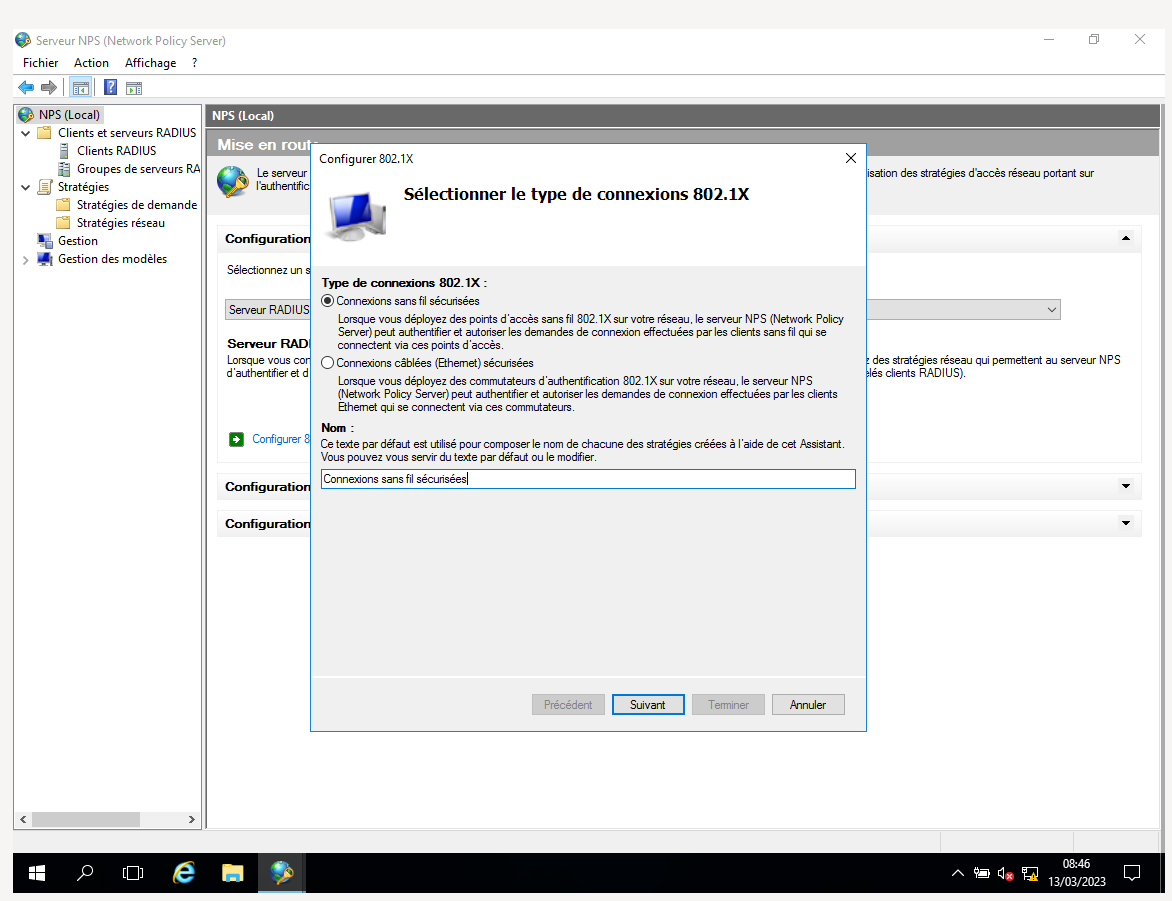 Serveur NPS (Network Policy Server)
Fichier Action Affichage ?
NPS (Local)
Clients et serveurs RADIUS
Clients RADIUS
Groupes de serveurs RA
Stratégies
Stratégies de demande
Stratégies réseau
Gestion
Gestion des modèles
NPS (Local)
Mise en rout
Le serveur
isation des stratégies d'accès réseau portant sur
l'authentific
Configuration
Sélectionnez un s
Serveur RADIUS
Serveur RAD
Lorsque vous cor
des stratégies réseau qui permettent au serveur NPS
d'authentifier et d
clients RADIUS).
Configurer 8
Configuration
Configuration
Configurer 802.1X
Sélectionner le type de connexions 802.1X
Type de connexions 802.1X :
Connexions sans fil sécurisées
Lorsque vous déployez des points d'accès sans fil 802.1X sur votre réseau, le serveur NPS (Network Policy
Server) peut authentifier et autoriser les demandes de connexion effectuées par les clients sans fil qui se
connectent via ces points d'accès.
Connexions câblées (Ethernet) sécurisées
Lorsque vous déployez des commutateurs d'authentification 802.1X sur votre réseau, le serveur NPS
(Network Policy Server) peut authentifier et autoriser les demandes de connexion effectuées par les clients
Ethernet qui se connectent via ces commutateurs.
Nom :
Ce texte par défaut est utilisé pour composer le nom de chacune des stratégies créées à l'aide de cet Assistant.
Vous pouvez vous servir du texte par défaut ou le modifier.
Connexions sans fil sécurisées
Précédent Suivant Terminer Annuler
08:46
13/03/2023